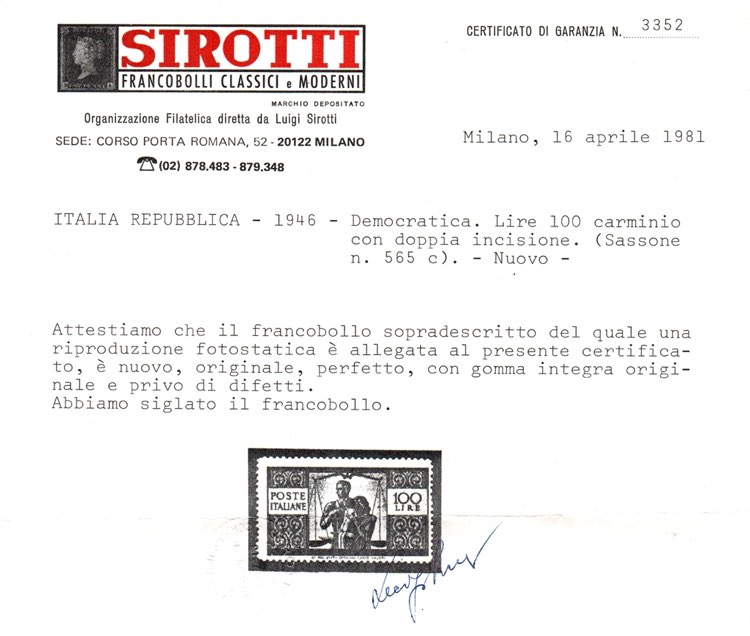 SIROTTI
FRANCOBOLLI CLASSICI e MODERNI
MARCHIO DEPOSITATO
Organizzazione Filatelica diretta da Luigi Sirotti
SEDE: CORSO PORTA ROMANA, 52 - 20122 MILANO
☎ (02) 878.483 - 879.348
CERTIFICATO DI GARANZIA N. 3352
Milano, 16 aprile 1981
ITALIA REPUBBLICA - 1946 - Democratica. Lire 100 carminio
con doppia incisione. (Sassone
n. 565 c). - Nuovo -
Attestiamo che il francobollo sopradescritto del quale una
riproduzione fotostatica è allegata al presente certifica-
to, è nuovo, originale, perfetto, con gomma integra origi-
nale e privo di difetti.
Abbiamo siglato il francobollo.
POSTE
ITALIANE
100
LIRE